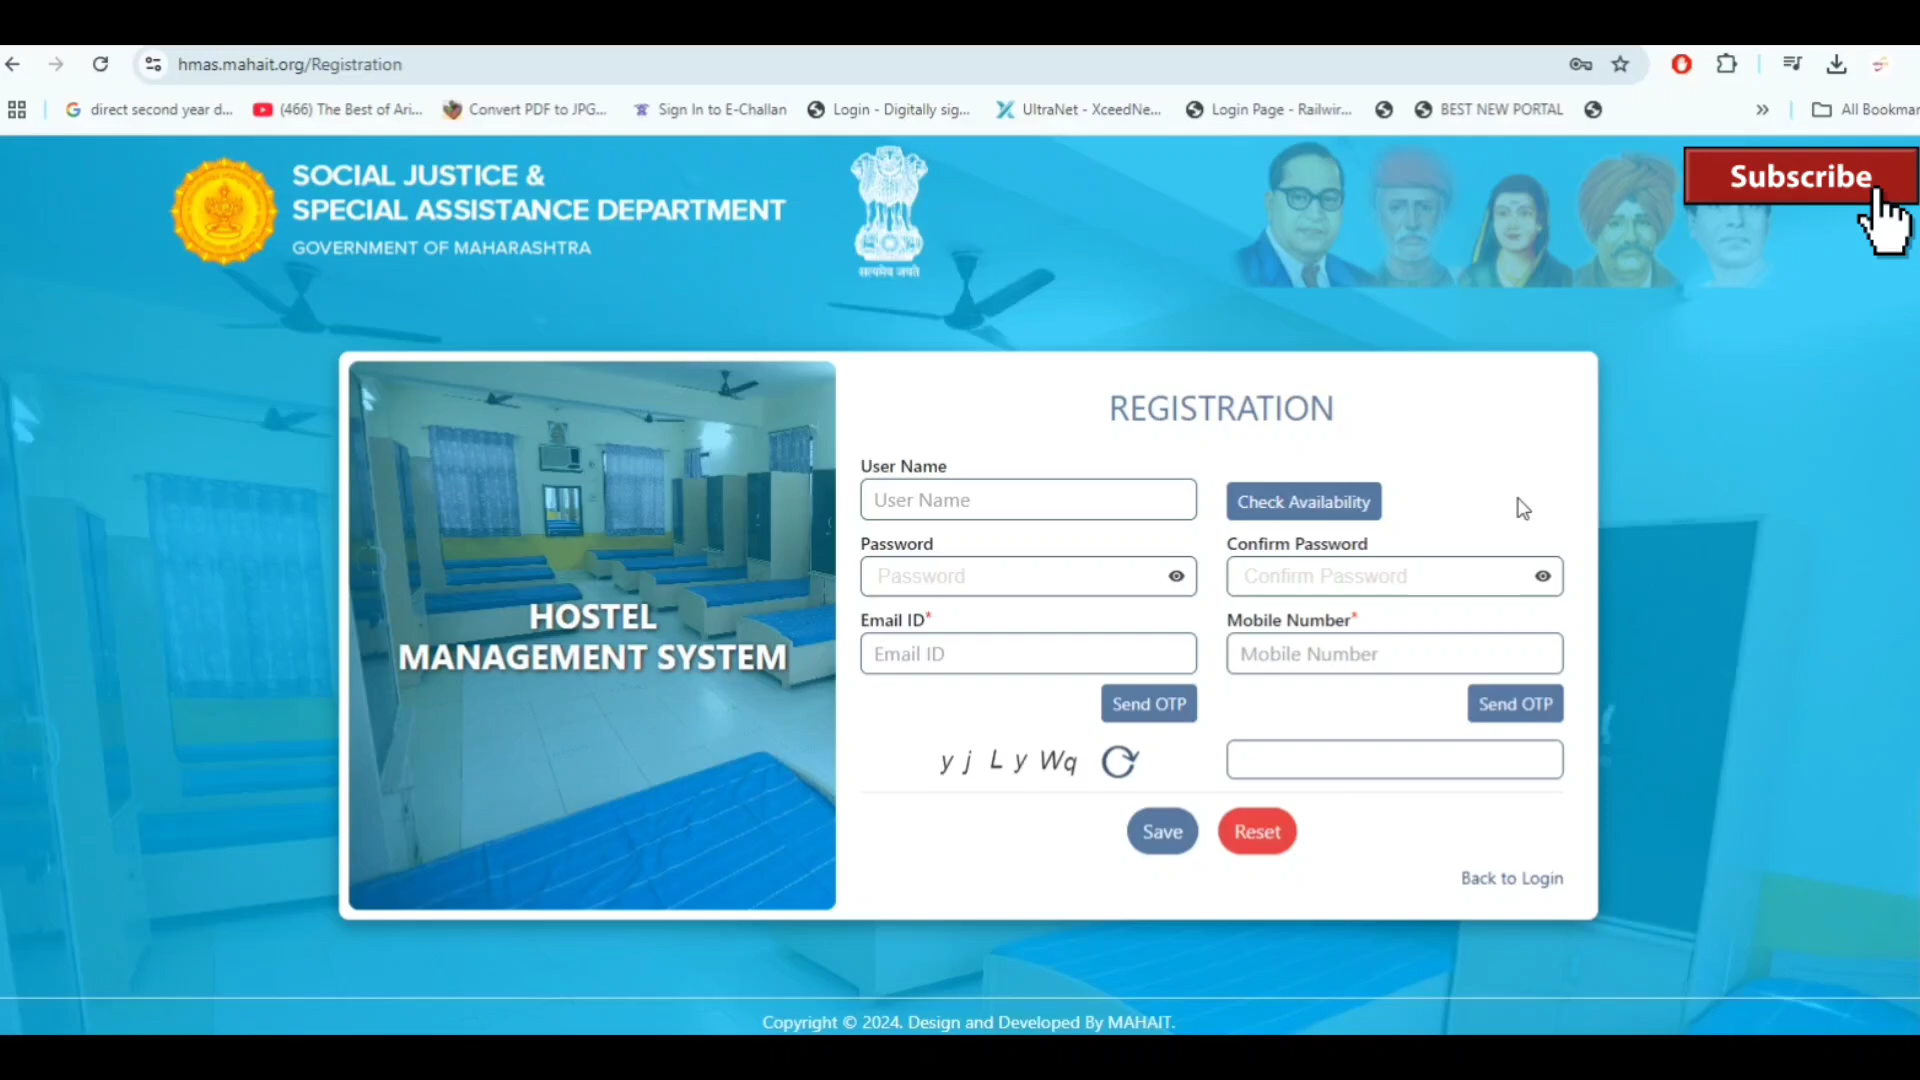 hmas.mahait.org/Registration
direct second year d...
(466) The Best of Ari...
Convert PDF to JPG...
Sign In to E-Challan
Login - Digitally sig...
UltraNet - XceedNe...
Login Page - Railwir...
BEST NEW PORTAL
All Bookmar
SOCIAL JUSTICE &
SPECIAL ASSISTANCE DEPARTMENT
GOVERNMENT OF MAHARASHTRA
सत्यमेव जयते
Subscribe
HOSTEL
MANAGEMENT SYSTEM
REGISTRATION
User Name
User Name
Check Availability
Password
Confirm Password
Password
Confirm Password
Email ID*
Mobile Number*
Email ID
Mobile Number
Send OTP
Send OTP
y j L y Wq
Save
Reset
Back to Login
Copyright © 2024. Design and Developed By MAHAIT.